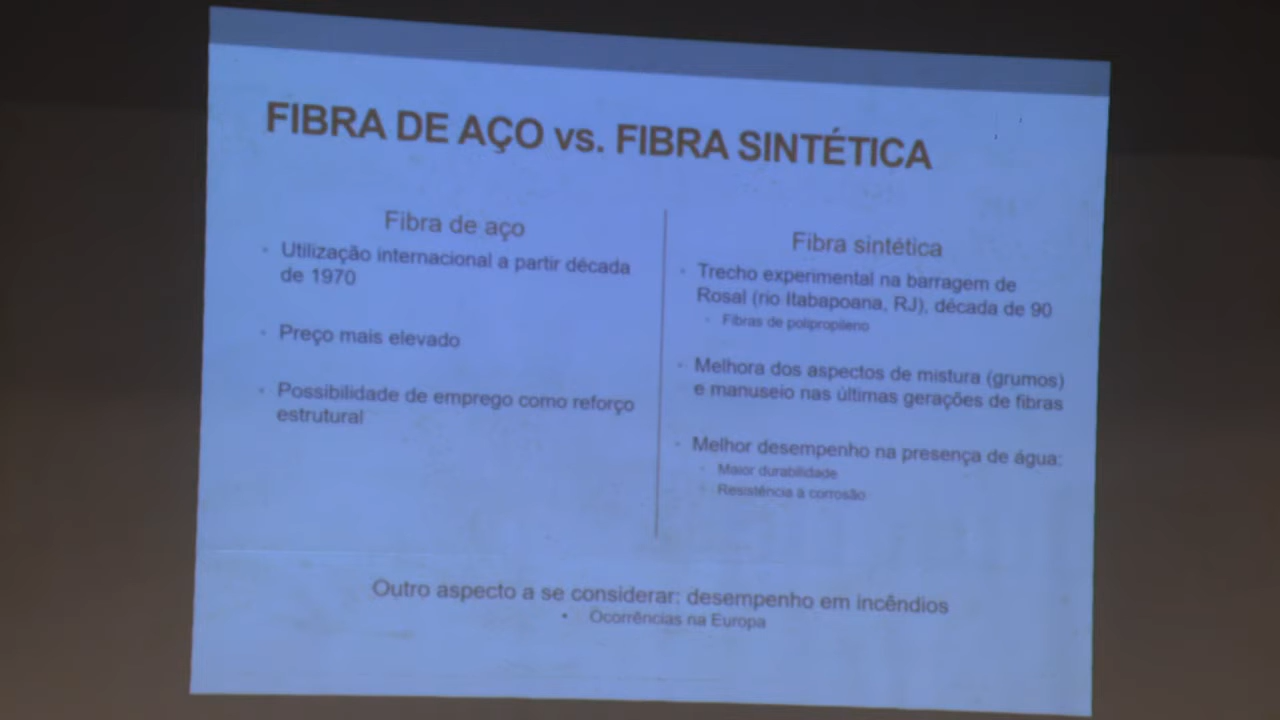 FIBRA DE AÇO vs. FIBRA SINTÉTICA
Fibra de aço
Utilização internacional a partir década
de 1970
Preço mais elevado
Possibilidade de emprego como reforço
estrutural
Fibra sintética
Trecho experimental na barragem de
Rosal (rio Itabapoana, RJ), década de 90
Fibras de polipropileno
Melhora dos aspectos de mistura (grumos)
e manuseio nas últimas gerações de fibras
Melhor desempenho na presença de água:
Maior durabilidade
Resistência à corrosão
Outro aspecto a se considerar: desempenho em incêndios
• Ocorrências na Europa